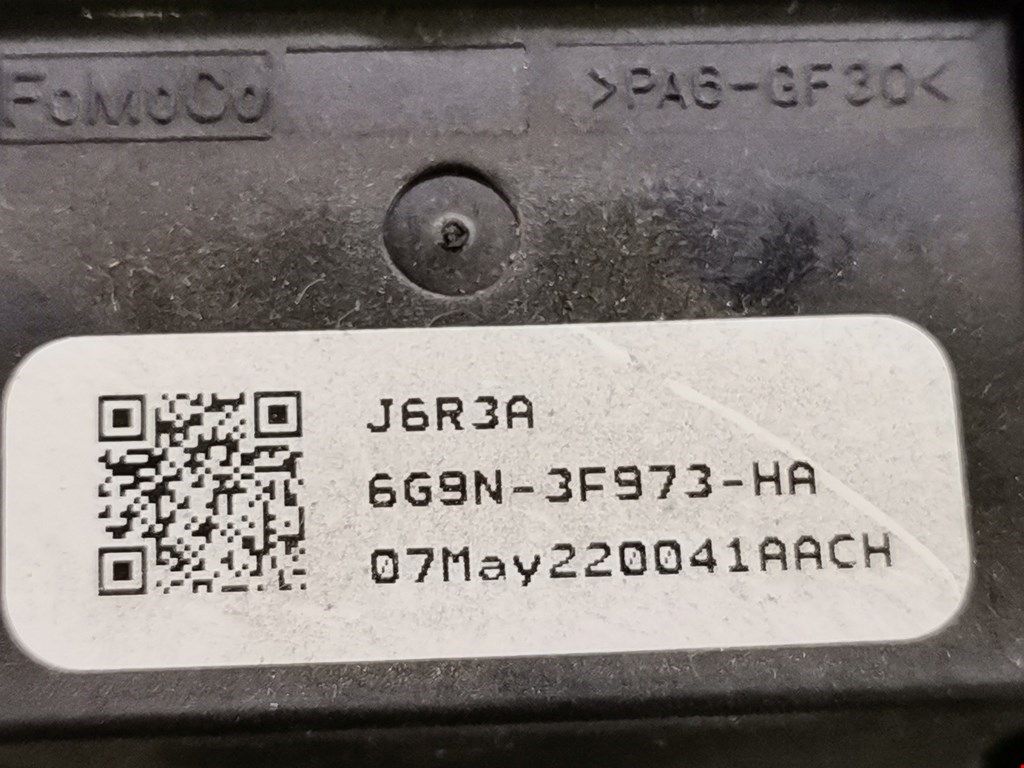 FoMoCo
>PA6-GF30<
J6R3A
6G9N-3F973-HA
07May220041AACH